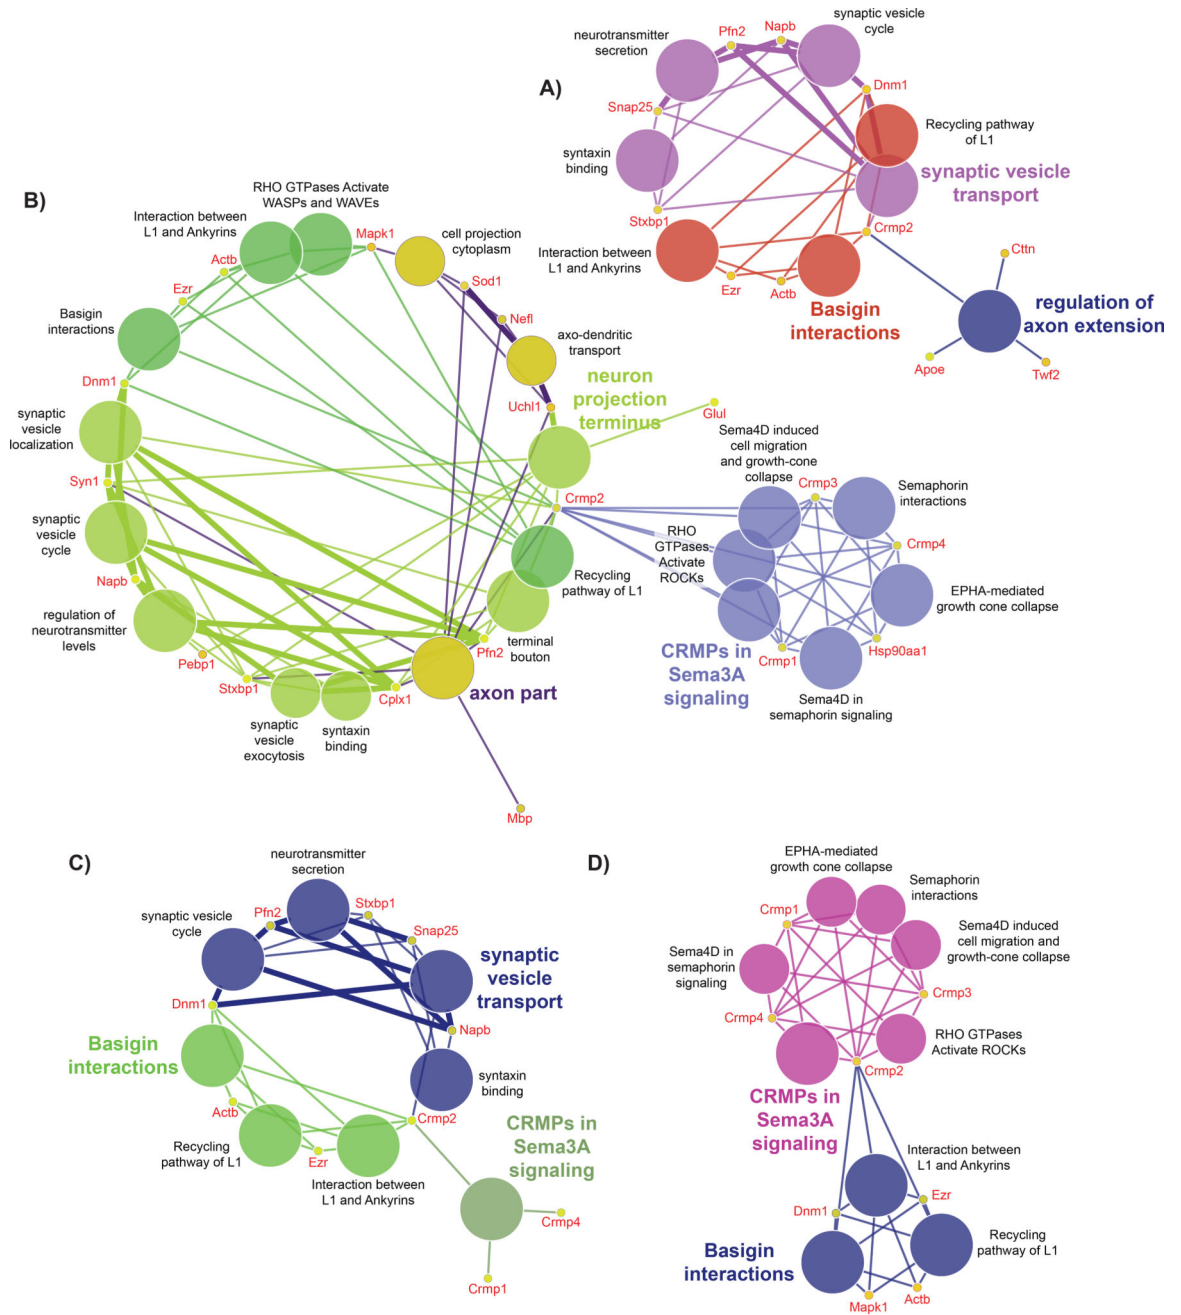 A)
synaptic vesicle
cycle
Napb
Pfn2
neurotransmitter
secretion
Dnm1
Snap25
Recycling pathway
of L1
syntaxin
binding
synaptic vesicle
transport
Stxbp1
Crmp2
Interaction between
L1 and Ankyrins
Ezr
Actb
Basigin
interactions
Cttn
regulation of
axon extension
Apoe
Twf2
B)
RHO GTPases Activate
WASPs and WAVEs
Interaction between
L1 and Ankyrins
Mapk1
cell projection
cytoplasm
Actb
Sod1
Ezr
Nefl
Basigin
interactions
axo-dendritic
transport
Dnm1
neuron
projection
terminus
Uchl1
Glul
synaptic
vesicle
localization
Sema4D induced
cell migration
and growth-cone
collapse
Syn1
Crmp3
Semaphorin
interactions
Crmp2
synaptic
vesicle
cycle
RHO
GTPases
Activate
ROCKs
Crmp4
Napb
Recycling
pathway of L1
EPHA-mediated
growth cone collapse
regulation of
neurotransmitter
levels
terminal
bouton
Pfn2
Pebp1
CRMPs in
Sema3A
signaling
Crmp1
Hsp90aa1
Stxbp1
Cplx1
axon part
Sema4D in
semaphorin signaling
synaptic
vesicle
exocytosis
syntaxin
binding
Mbp
C)
neurotransmitter
secretion
Stxbp1
Pfn2
synaptic vesicle
cycle
Snap25
synaptic
vesicle
transport
Dnm1
Napb
Basigin
interactions
syntaxin
binding
Actb
Crmp2
Recycling
pathway of L1
Ezr
Interaction between
L1 and Ankyrins
CRMPs in
Sema3A
signaling
Crmp4
Crmp1
D)
EPHA-mediated
growth cone collapse
Semaphorin
interactions
Crmp1
Sema4D induced
cell migration and
growth-cone collapse
Sema4D in
semaphorin
signaling
Crmp3
Crmp4
RHO GTPases
Activate ROCKs
Crmp2
CRMPs in
Sema3A
signaling
Interaction between
L1 and Ankyrins
Ezr
Dnm1
Recycling
pathway of L1
Basigin
interactions
Actb
Mapk1